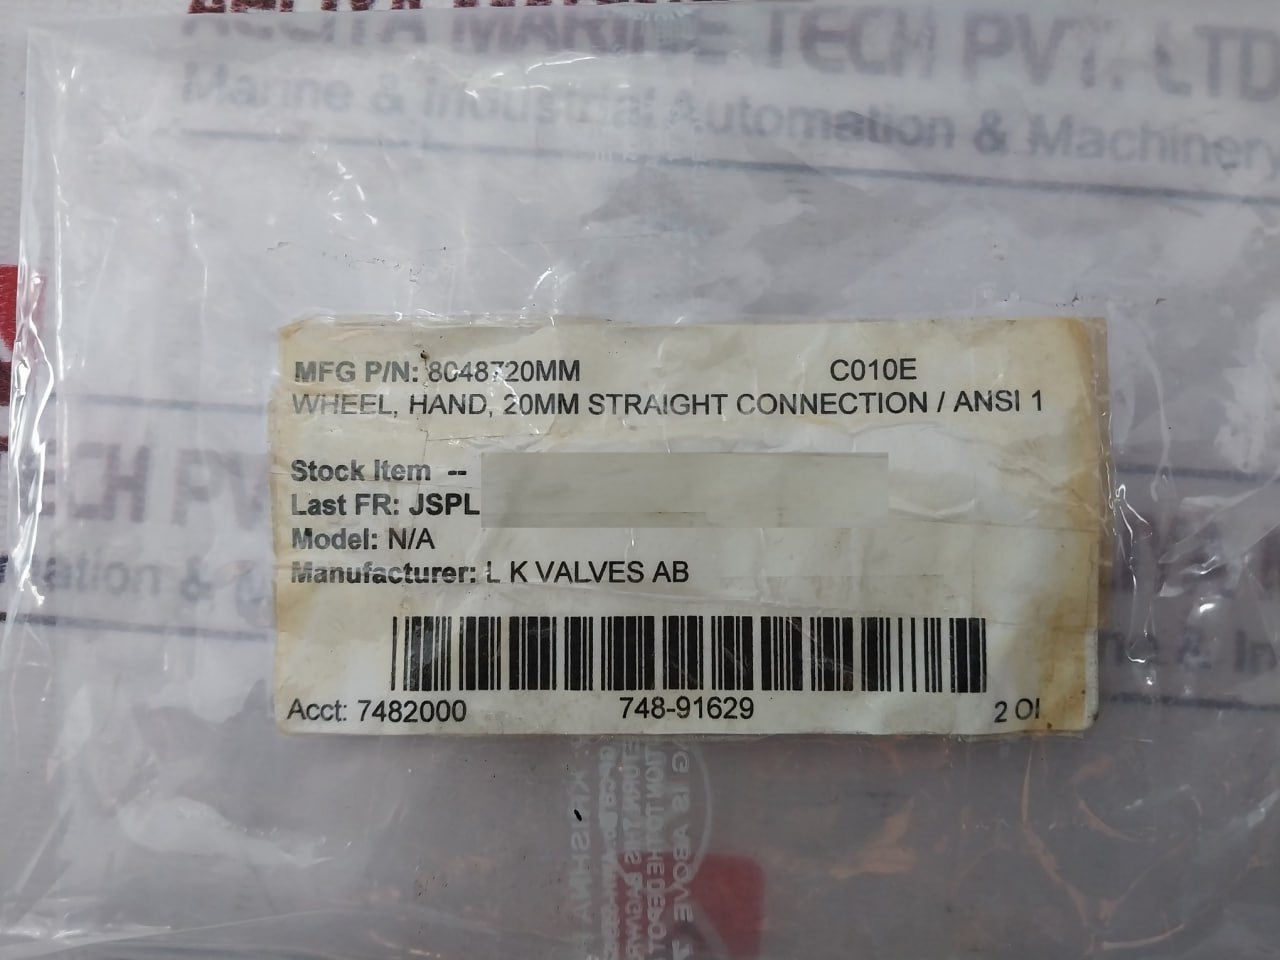 MARINE TECH PVT. LTD
Marine & Industrial Automation & Machinery
MFG P/N: 8048720MM C010E
WHEEL, HAND, 20MM STRAIGHT CONNECTION / ANSI 1
Stock Item --
Last FR: JSPL
Model: N/A
Manufacturer: L K VALVES AB
Acct: 7482000 748-91629 2 OI